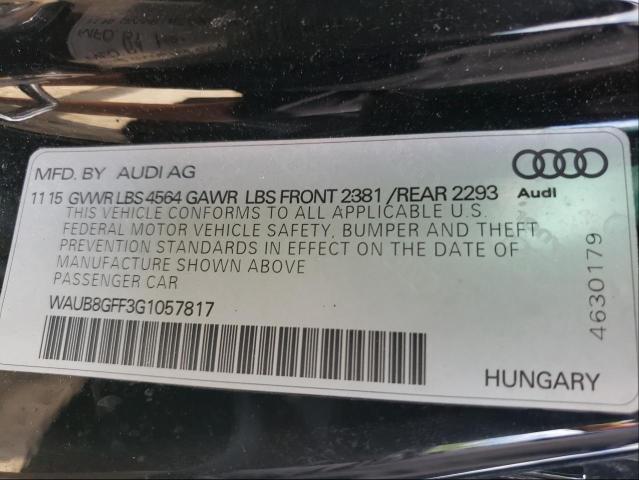 MFD. BY AUDI AG
11 15 GVWR LBS 4564 GAWR LBS FRONT 2381 /REAR 2293
THIS VEHICLE CONFORMS TO ALL APPLICABLE U.S.
FEDERAL MOTOR VEHICLE SAFETY, BUMPER AND THEFT
PREVENTION STANDARDS IN EFFECT ON THE DATE OF
MANUFACTURE SHOWN ABOVE
PASSENGER CAR
WAUB8GFF3G1057817
Audi
4630179
HUNGARY